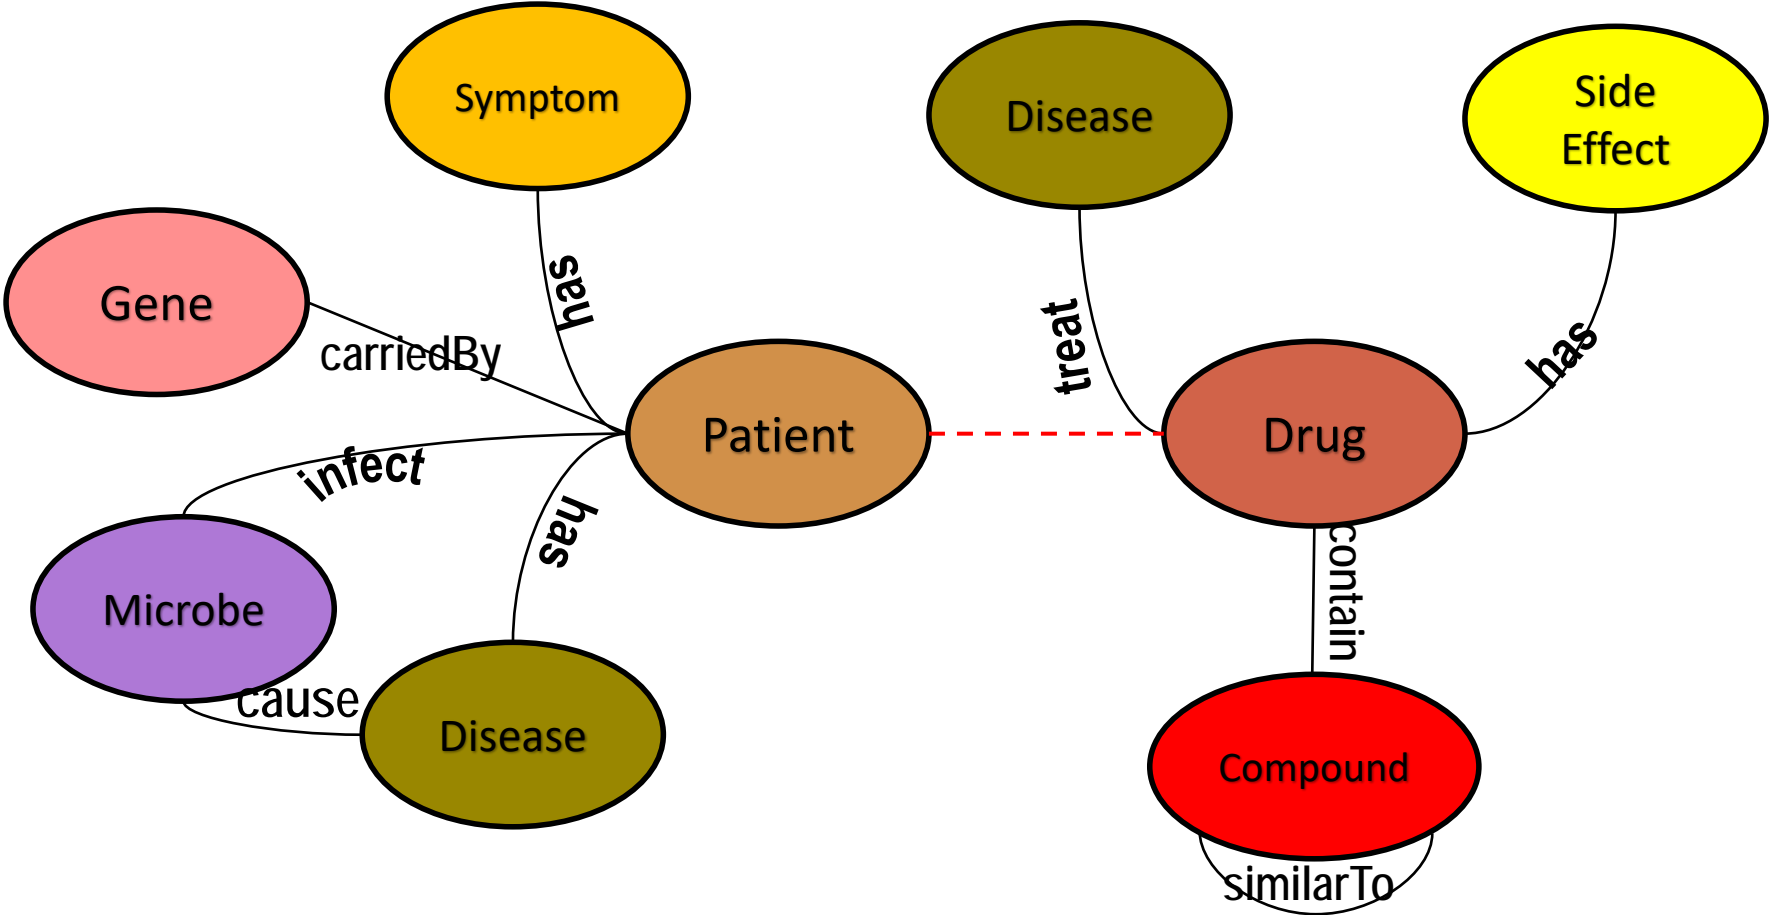 Symptom
Disease
Side
Effect
Gene
has
carriedBy
treat
has
Patient
Drug
infect
has
contain
Microbe
cause
Disease
Compound
similarTo